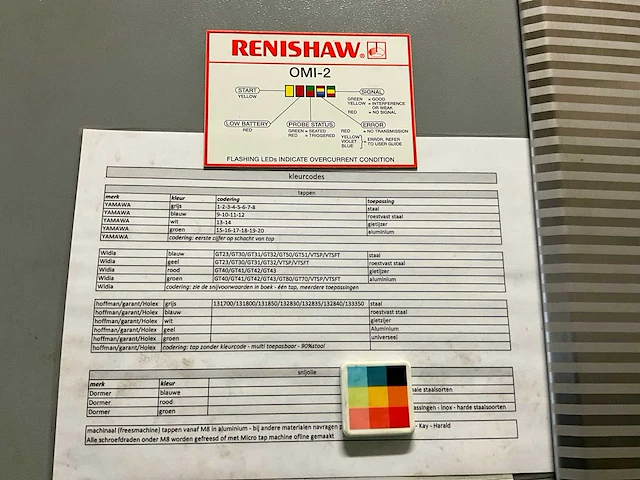 RENISHAW
OMI-2
START
YELLOW
SIGNAL
GREEN = GOOD
YELLOW = INTERFERENCE
OR WEAK
RED = NO SIGNAL
LOW BATTERY
RED
PROBE STATUS
GREEN = SEATED
RED = TRIGGERED
ERROR
RED = NO TRANSMISSION
YELLOW
VIOLET
BLUE
ERROR, REFER
TO USER GUIDE
FLASHING LEDs INDICATE OVERCURRENT CONDITION
kleurcodes
tappen
merk kleur codering toepassing
YAMAWA grijs 1-2-3-4-5-6-7-8 staal
YAMAWA blauw 9-10-11-12 roestvast staal
YAMAWA wit 13-14 gietijzer
YAMAWA groen 15-16-17-18-19-20 aluminium
YAMAWA codering: eerste cijfer op schacht van tap
Widia blauw GT23/GT30/GT31/GT32/GT50/GT51/VTSP/VTSFT staal
Widia geel GT23/GT30/GT31/GT32/VTSP/VTSFT roestvast staal
Widia rood GT40/GT41/GT42/GT43 gietijzer
Widia groen GT40/GT41/GT42/GT43/GT60/GT70/VTSP/VTSFT aluminium
Widia codering: zie de snijvoorwaarden in boek - één tap, meerdere toepassingen
hoffman/garant/Holex grijs 131700/131800/131850/132830/132835/132840/133350 staal
hoffman/garant/Holex blauw roestvast staal
hoffman/garant/Holex wit gietzijer
hoffman/garant/Holex geel Aluminium
hoffman/garant/Holex groen universeel
hoffman/garant/Holex codering: tap zonder kleurcode - multi toepasbaar - 90%staal
snijolie
merk kleur
Dormer blauwe staalsoorten
Dormer rood
Dormer groen - inox - harde staalsoorten
machinaal (freesmachine) tappen vanaf M8 in aluminium - bij andere materialen navragen - Kay - Harald
Alle schroefdraden onder M8 worden gefreesd of met Micro tap machine ofline gemaakt